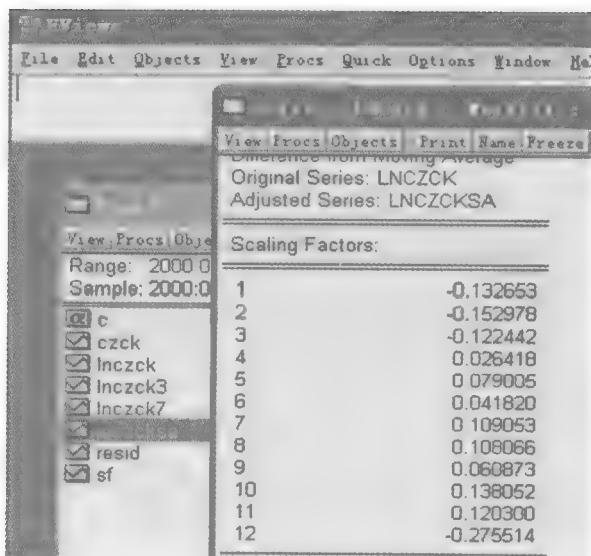 File Edit Objects View Procs Quick Options Window
View Procs Objects Print Name Freeze
Difference from Moving Average
Original Series: LNCZCK
Adjusted Series: LNCZCKSA
Scaling Factors:
1 -0.132653
2 -0.152978
3 -0.122442
4 0.026418
5 0 079005
6 0.041820
7 0 109053
8 0.108066
9 0.060873
10 0.138052
11 0.120300
12 -0.275514
View Procs Obje
Range: 2000 0
Sample: 2000:0
c
czck
lnczck
lnczck3
lnczck7
resid
sf